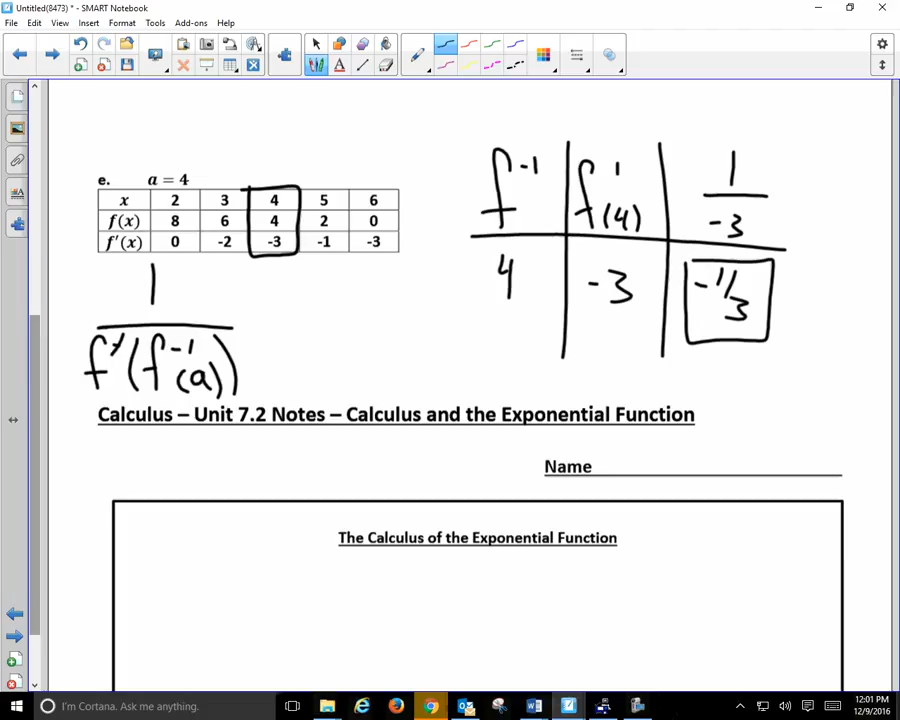 Untitled(8473) * - SMART Notebook
File Edit View Insert Format Tools Add-ons Help
e. a = 4
x 2 3 4 5 6
f(x) 8 6 4 2 0
f'(x) 0 -2 -3 -1 -3
f⁻¹ f'(4) 1/-3
4 -3 -1/3
1
f'(f⁻¹(a))
Calculus – Unit 7.2 Notes – Calculus and the Exponential Function
Name
The Calculus of the Exponential Function
I'm Cortana. Ask me anything.
12:01 PM
12/9/2016